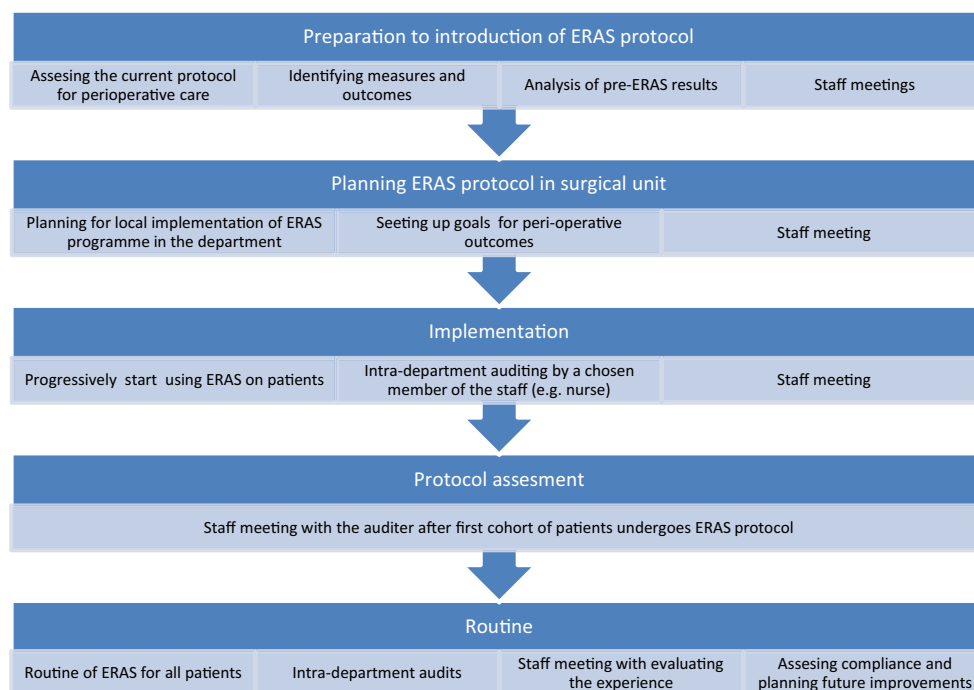 Preparation to introduction of ERAS protocol
Assesing the current protocol
for perioperative care
Identifying measures and
outcomes
Analysis of pre-ERAS results
Staff meetings
Planning ERAS protocol in surgical unit
Planning for local implementation of ERAS
programme in the department
Seeting up goals for peri-operative
outcomes
Staff meeting
Implementation
Progressively start using ERAS on patients
Intra-department auditing by a chosen
member of the staff (e.g. nurse)
Staff meeting
Protocol assesment
Staff meeting with the auditer after first cohort of patients undergoes ERAS protocol
Routine
Routine of ERAS for all patients
Intra-department audits
Staff meeting with evaluating
the experience
Assesing compliance and
planning future improvements